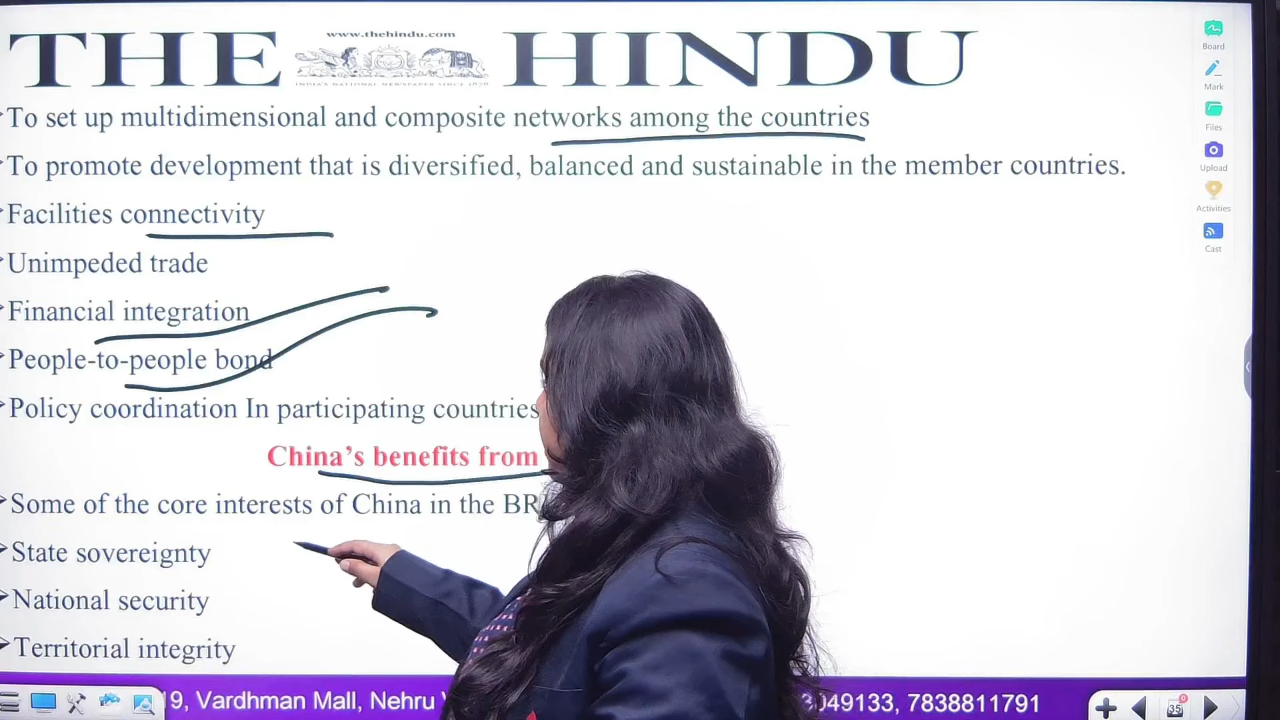 www.thehindu.com
THE HINDU
INDIA'S NATIONAL NEWSPAPER SINCE 1878
To set up multidimensional and composite networks among the countries
To promote development that is diversified, balanced and sustainable in the member countries.
Facilities connectivity
Unimpeded trade
Financial integration
People-to-people bond
Policy coordination In participating countries
China’s benefits from
Some of the core interests of China in the BR
State sovereignty
National security
Territorial integrity
19, Vardhman Mall, Nehru
3049133, 7838811791
Board
Mark
Files
Upload
Activities
Cast
35